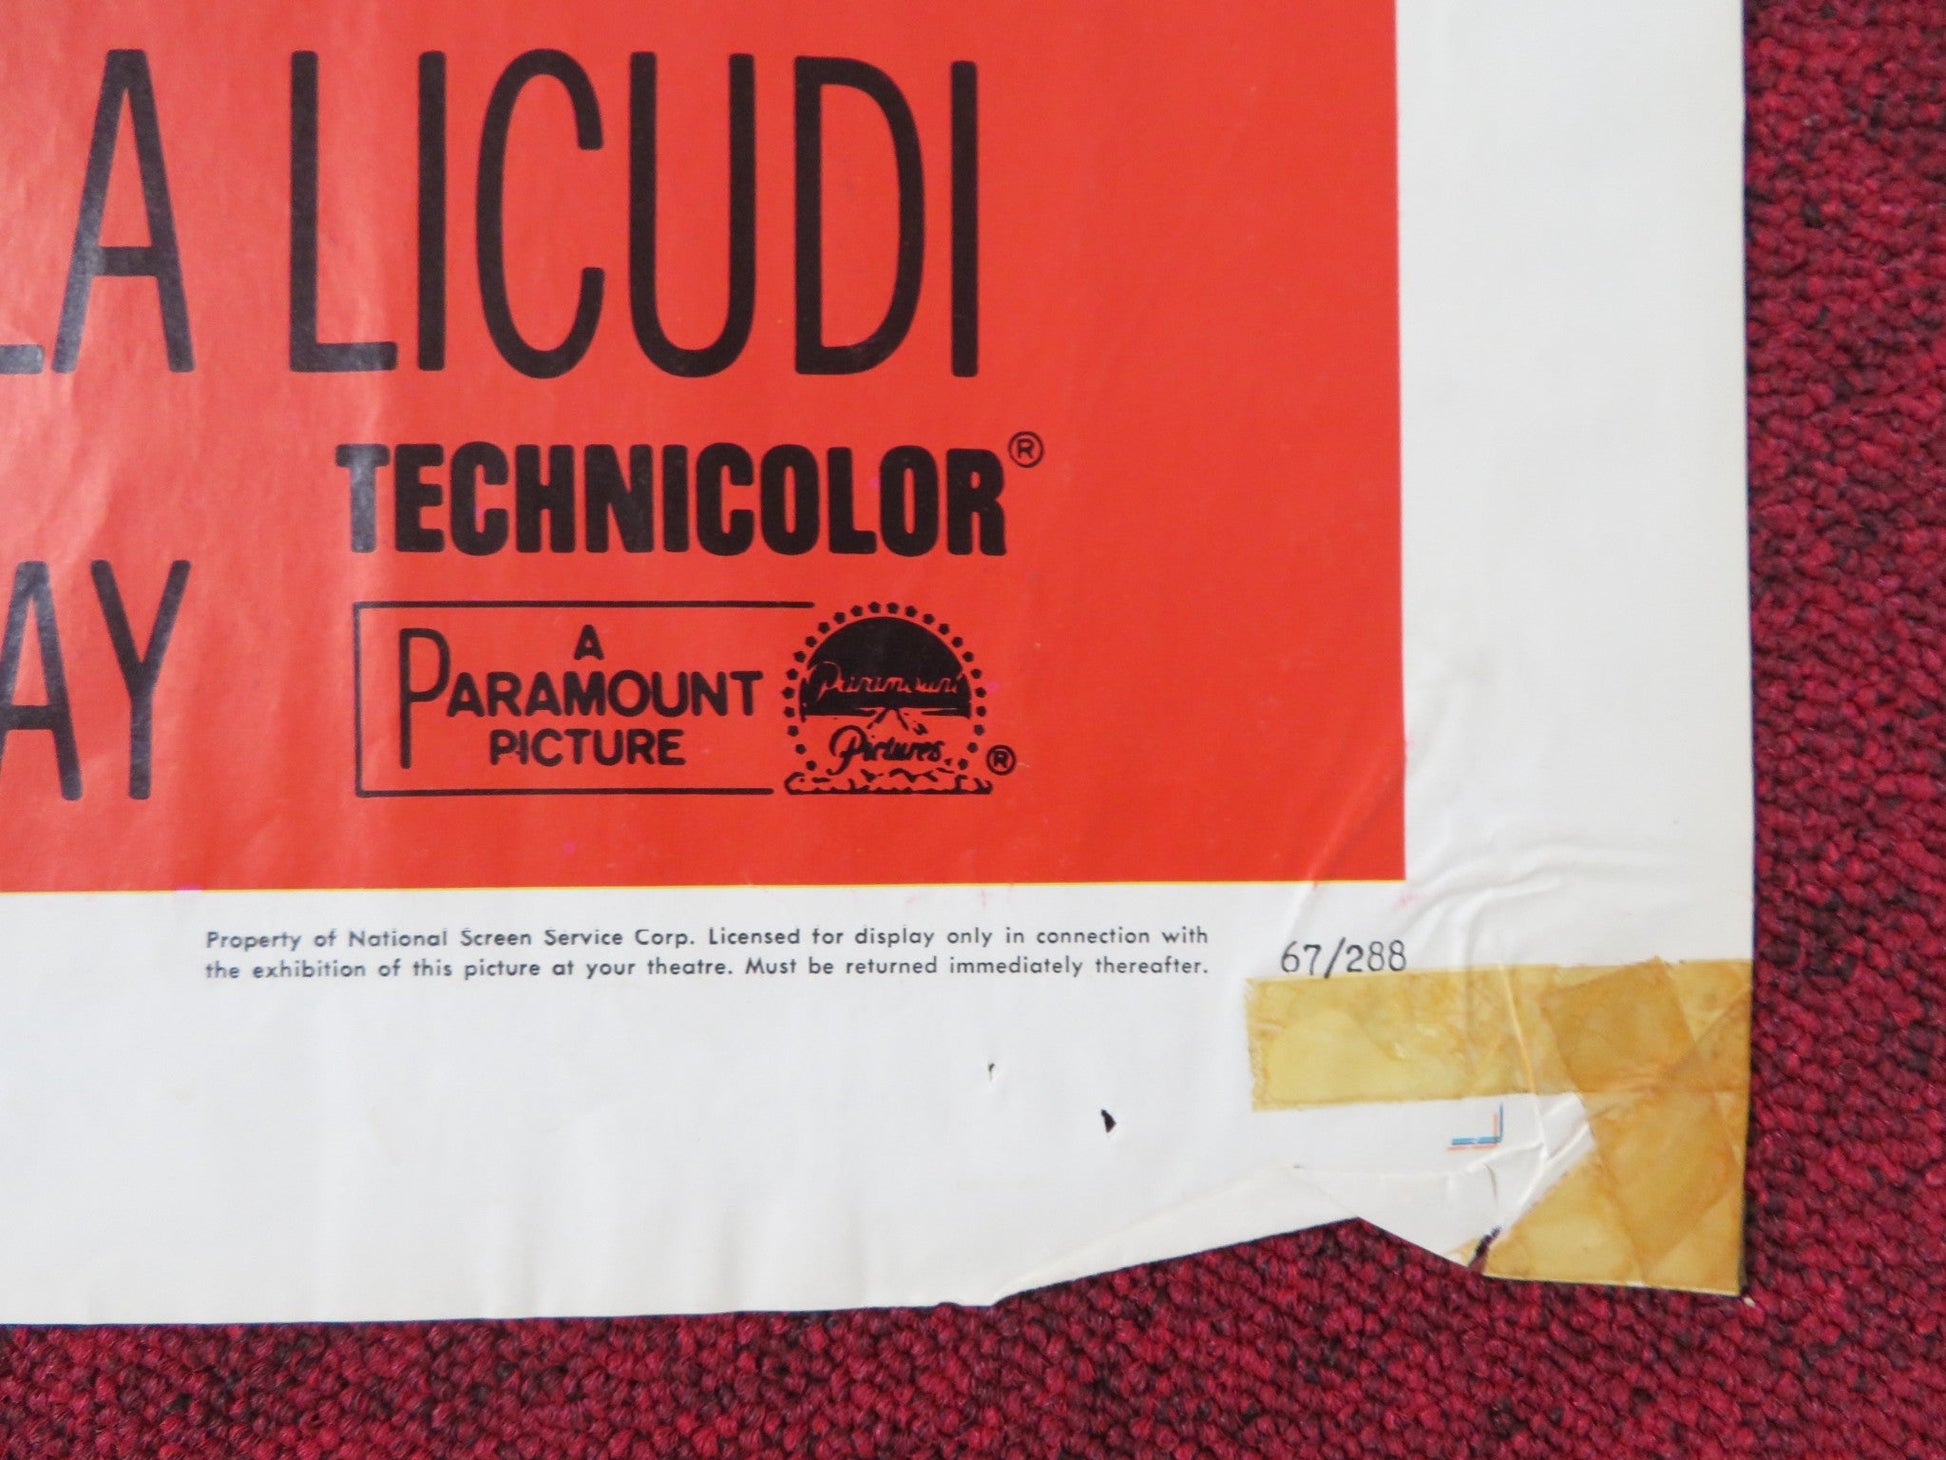 LA LICUDI
TECHNICOLOR®
AY
A
PARAMOUNT
PICTURE
Paramount
Pictures
®
Property of National Screen Service Corp. Licensed for display only in connection with
the exhibition of this picture at your theatre. Must be returned immediately thereafter.
67/288